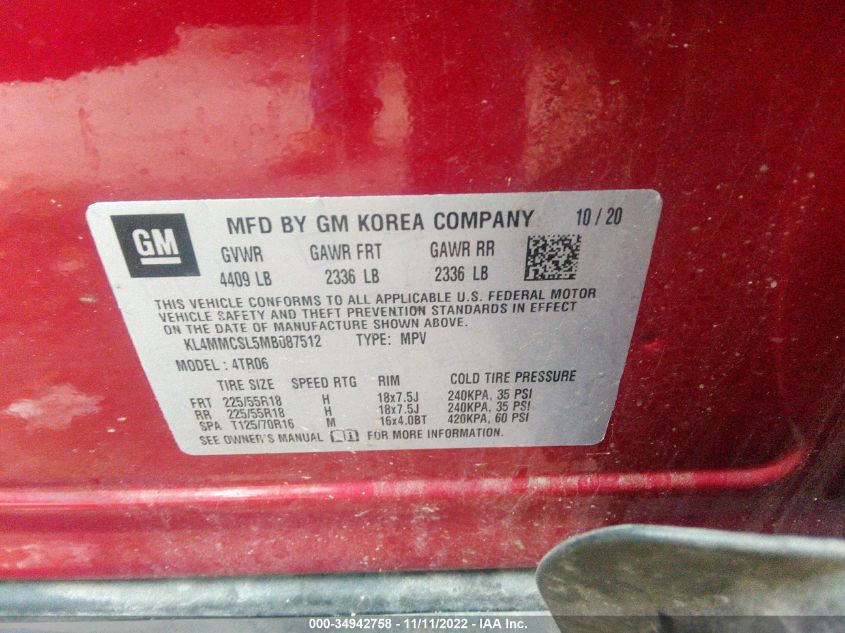 GM MFD BY GM KOREA COMPANY 10 / 20
GVWR GAWR FRT GAWR RR
4409 LB 2336 LB 2336 LB
THIS VEHICLE CONFORMS TO ALL APPLICABLE U.S. FEDERAL MOTOR
VEHICLE SAFETY AND THEFT PREVENTION STANDARDS IN EFFECT
ON THE DATE OF MANUFACTURE SHOWN ABOVE.
KL4MMCSL5MB087512 TYPE: MPV
MODEL: 4TR06
TIRE SIZE SPEED RTG RIM COLD TIRE PRESSURE
FRT 225/55R18 H 18x7.5J 240KPA, 35 PSI
RR 225/55R18 H 18x7.5J 240KPA, 35 PSI
SPA T125/70R16 M 16x4.0BT 420KPA, 60 PSI
SEE OWNER'S MANUAL FOR MORE INFORMATION.
000-34942758 - 11/11/2022 - IAA Inc.